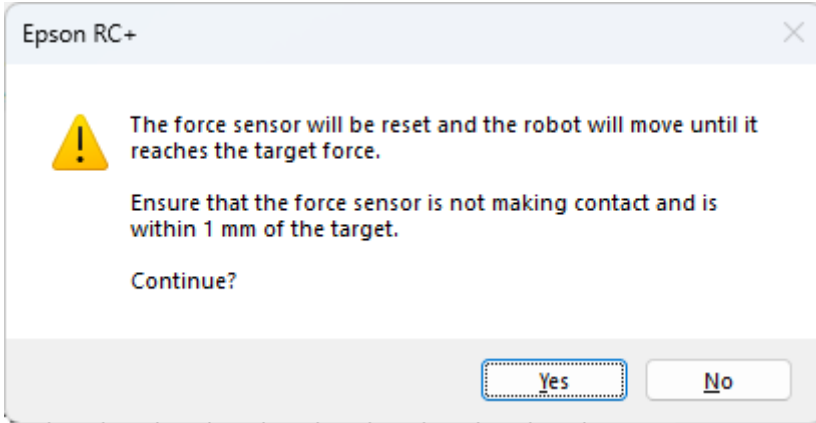 Epson RC+
The force sensor will be reset and the robot will move until it
reaches the target force.
Ensure that the force sensor is not making contact and is
within 1 mm of the target.
Continue?
Yes
No